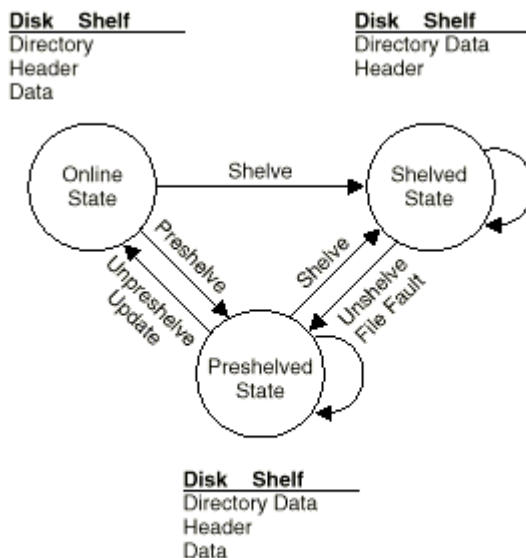 Disk Shelf
Directory
Header
Data
Disk Shelf
Directory Data
Header
Online
State
Shelve
Shelved
State
Preshelve
Unpreshelve
Update
Shelve
Unshelve
File Fault
Preshelved
State
Disk Shelf
Directory Data
Header
Data